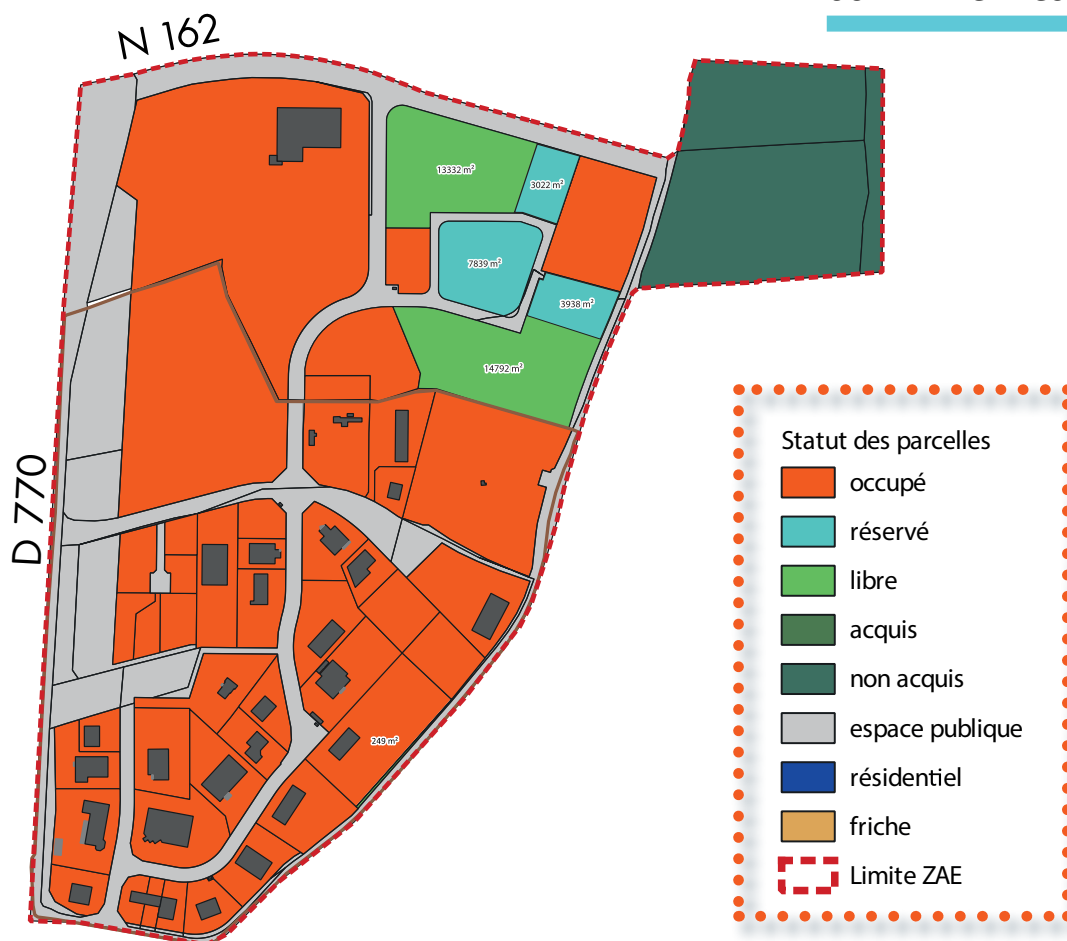 N 162
13332 m²
3022 m²
7839 m²
3938 m²
14792 m²
D 770
249 m²
Statut des parcelles
occupé
réservé
libre
acquis
non acquis
espace publique
résidentiel
friche
Limite ZAE